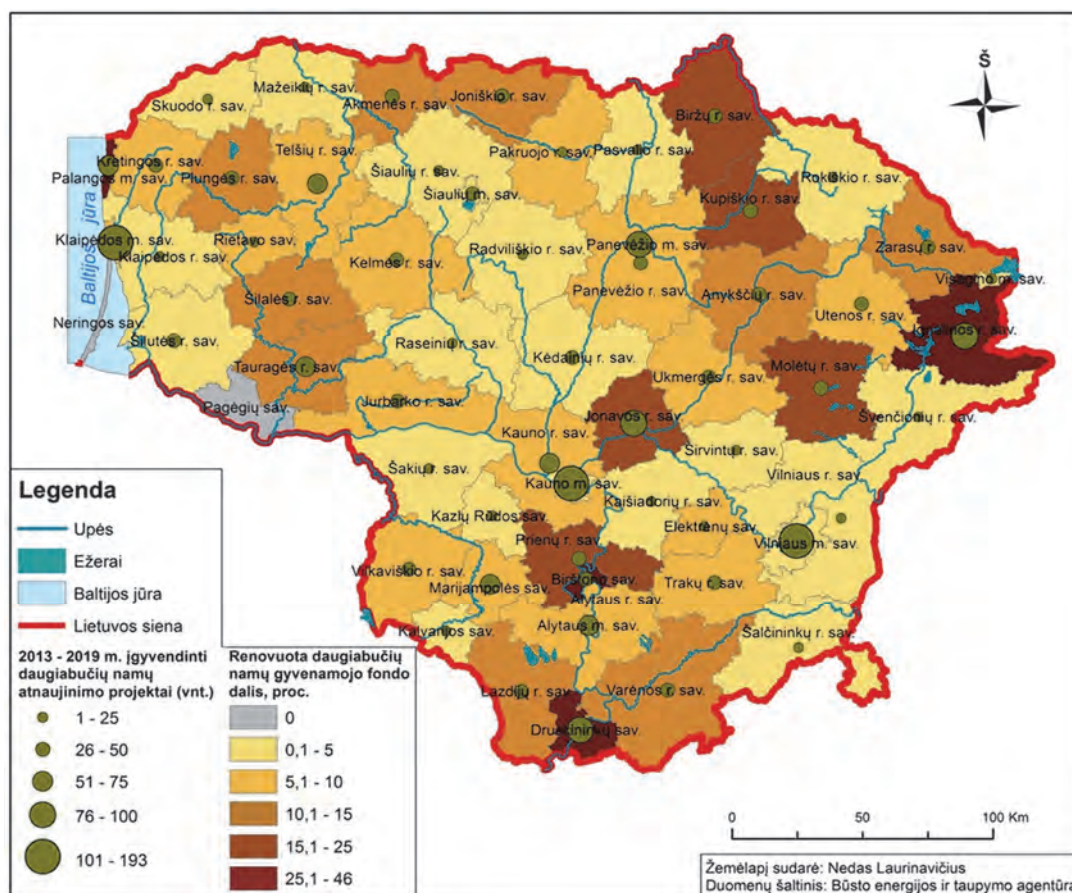 Š
Mažeikių r. sav.
Skuodo r. sav.
Akmenės r. sav.
Joniškio r. sav.
Biržų r. sav.
Kretingos r. sav.
Telšių r. sav.
Pakruojo r. sav.
Pasvalio r. sav.
Palangos m. sav.
Plungės r. sav.
Šiaulių r. sav.
Rokiškio r. sav.
Šiaulių m. sav.
Kupiškio r. sav.
Baltijos jūra
Klaipėdos m. sav.
Rietavo sav.
Radviliškio r. sav.
Panevėžio m. sav.
Zarasų r. sav.
Klaipėdos r. sav.
Kelmės r. sav.
Visagino m. sav.
Šilalės r. sav.
Panevėžio r. sav.
Anykščių r. sav.
Utenos r. sav.
Neringos sav.
Ignalinos r. sav.
Šilutės r. sav.
Raseinių r. sav.
Kėdainių r. sav.
Tauragės r. sav.
Ukmergės r. sav.
Molėtų r. sav.
Pagėgių sav.
Jurbarko r. sav.
Jonavos r. sav.
Švenčionių r. sav.
Kauno r. sav.
Širvintų r. sav.
Šakių r. sav.
Vilniaus r. sav.
Kauno m. sav.
Kaišiadorių r. sav.
Kazlų Rūdos sav.
Elektrėnų sav.
Prienų r. sav.
Vilniaus m. sav.
Vilkaviškio r. sav.
Marijampolės sav.
Birštono sav.
Trakų r. sav.
Alytaus r. sav.
Kalvarijos sav.
Alytaus m. sav.
Šalčininkų r. sav.
Lazdijų r. sav.
Varėnos r. sav.
Druskininkų sav.
Legenda
Upės
Ežerai
Baltijos jūra
Lietuvos siena
2013 - 2019 m. įgyvendinti
daugiabučių namų
atnaujinimo projektai (vnt.)
1 - 25
26 - 50
51 - 75
76 - 100
101 - 193
Renovuota daugiabučių
namų gyvenamojo fondo
dalis, proc.
0
0,1 - 5
5,1 - 10
10,1 - 15
15,1 - 25
25,1 - 46
0 50 100 Km
Žemėlapį sudarė: Nedas Laurinavičius
Duomenų šaltinis: Būsto energijos ir taupymo agentūra